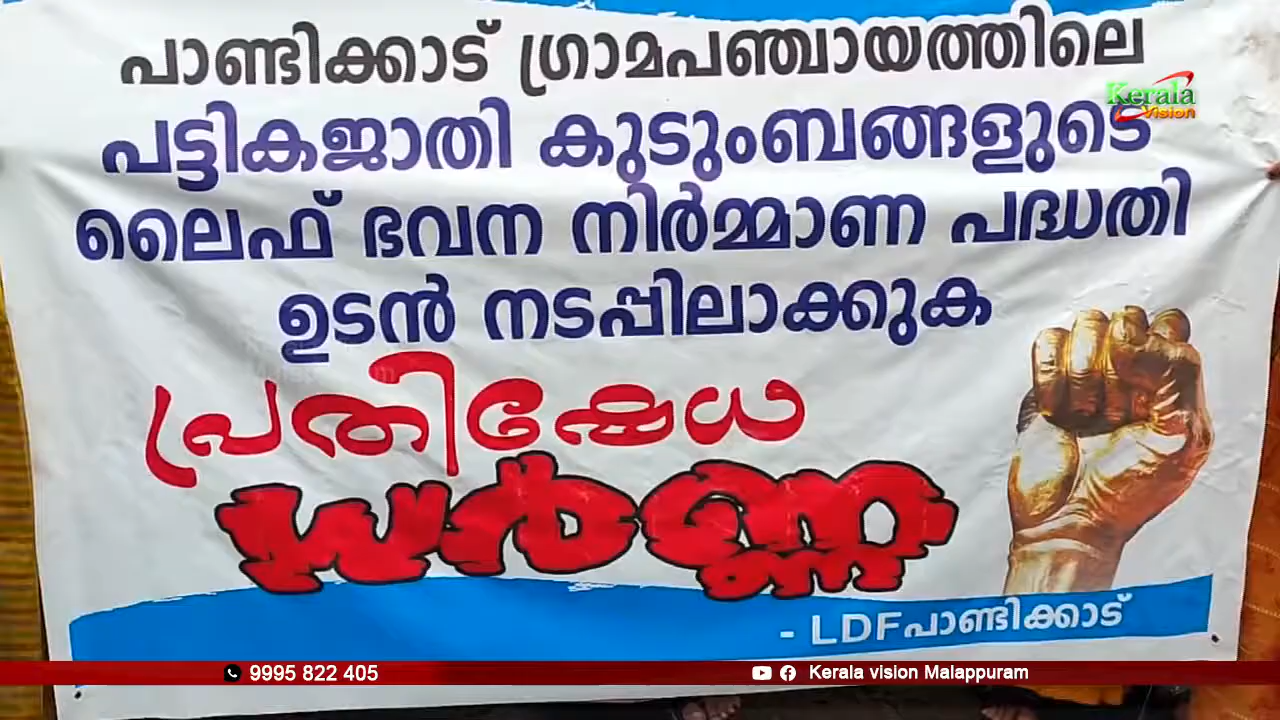 പാണ്ടിക്കാട് ഗ്രാമപഞ്ചായത്തിലെ
Kerala Vision
പട്ടികജാതി കുടുംബങ്ങളുടെ
ലൈഫ് ഭവന നിർമ്മാണ പദ്ധതി
ഉടൻ നടപ്പിലാക്കുക
പ്രതിഷേധ
ധർണ്ണ
- LDFപാണ്ടിക്കാട്
9995 822 405
Kerala vision Malappuram